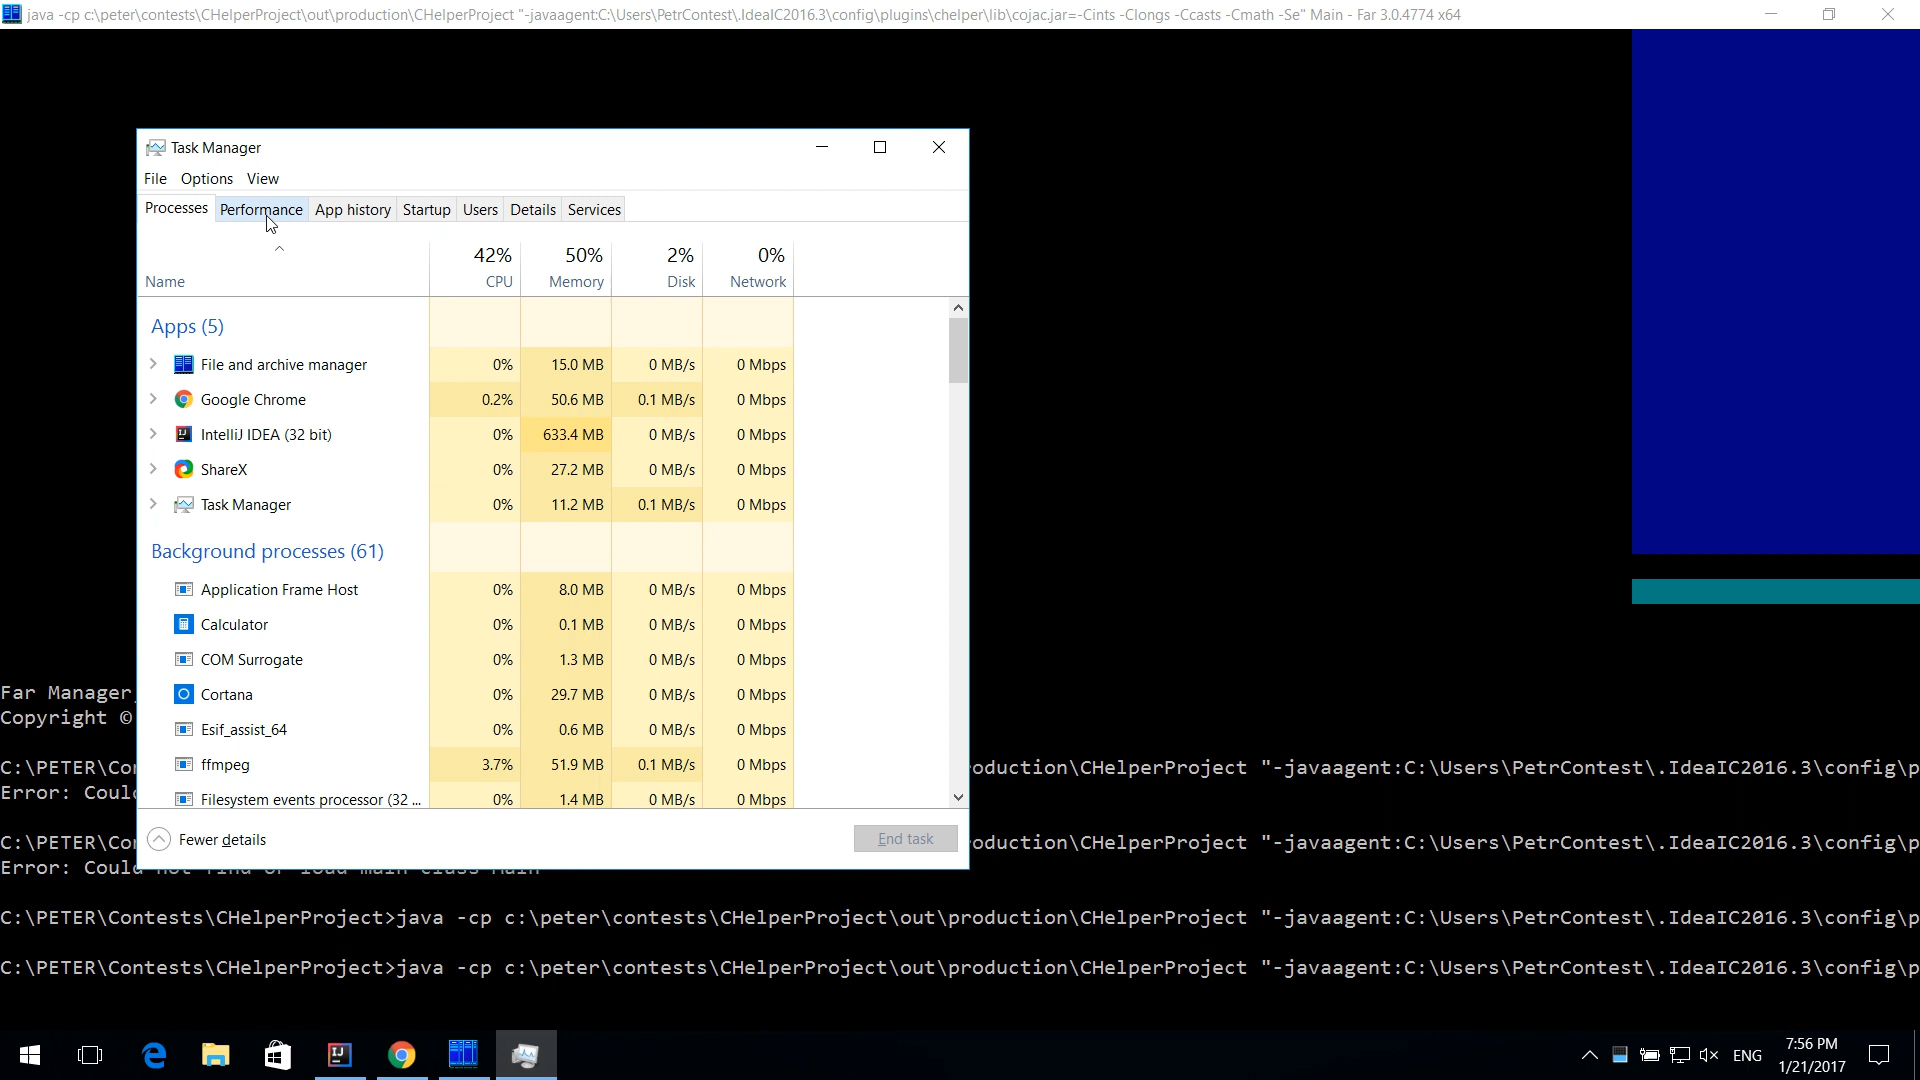 java -cp c:\peter\contests\CHelperProject\out\production\CHelperProject "-javaagent:C:\Users\PetrContest\.IdeaIC2016.3\config\plugins\chelper\lib\cojac.jar=-Cints -Clongs -Ccasts -Cmath -Se" Main - Far 3.0.4774 x64
Task Manager
File Options View
Processes Performance App history Startup Users Details Services
42% 50% 2% 0%
Name CPU Memory Disk Network
Apps (5)
File and archive manager 0% 15.0 MB 0 MB/s 0 Mbps
Google Chrome 0.2% 50.6 MB 0.1 MB/s 0 Mbps
IntelliJ IDEA (32 bit) 0% 633.4 MB 0 MB/s 0 Mbps
ShareX 0% 27.2 MB 0 MB/s 0 Mbps
Task Manager 0% 11.2 MB 0.1 MB/s 0 Mbps
Background processes (61)
Application Frame Host 0% 8.0 MB 0 MB/s 0 Mbps
Calculator 0% 0.1 MB 0 MB/s 0 Mbps
COM Surrogate 0% 1.3 MB 0 MB/s 0 Mbps
Cortana 0% 29.7 MB 0 MB/s 0 Mbps
Esif_assist_64 0% 0.6 MB 0 MB/s 0 Mbps
ffmpeg 3.7% 51.9 MB 0.1 MB/s 0 Mbps
Filesystem events processor (32 ... 0% 1.4 MB 0 MB/s 0 Mbps
Fewer details End task
Far Manager
Copyright ©
C:\PETER\Co oduction\CHelperProject "-javaagent:C:\Users\PetrContest\.IdeaIC2016.3\config\p
Error: Coul
C:\PETER\Co oduction\CHelperProject "-javaagent:C:\Users\PetrContest\.IdeaIC2016.3\config\p
Error: Could not find or load main class Main
C:\PETER\Contests\CHelperProject>java -cp c:\peter\contests\CHelperProject\out\production\CHelperProject "-javaagent:C:\Users\PetrContest\.IdeaIC2016.3\config\p
C:\PETER\Contests\CHelperProject>java -cp c:\peter\contests\CHelperProject\out\production\CHelperProject "-javaagent:C:\Users\PetrContest\.IdeaIC2016.3\config\p
ENG 7:56 PM
1/21/2017